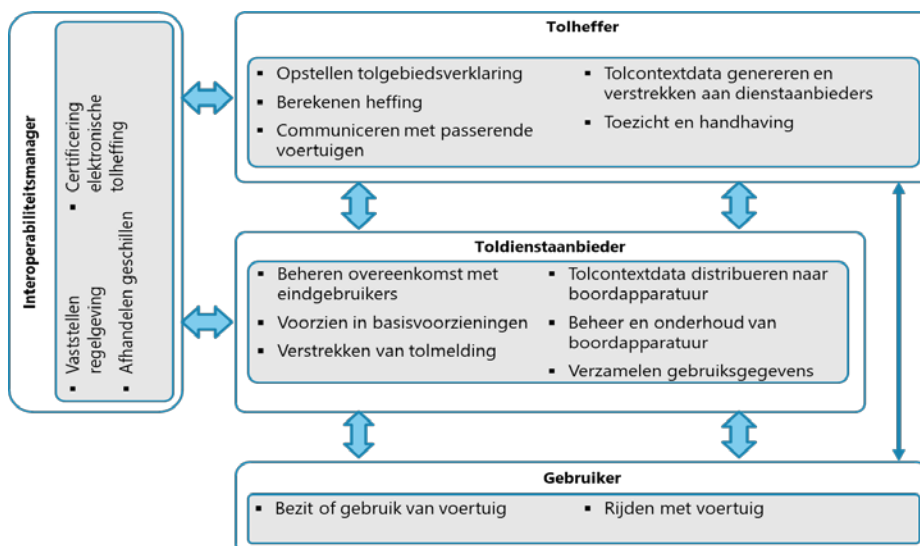 Interoperabiliteitsmanager
▪ Vaststellen
regelgeving
▪ Afhandelen geschillen
▪ Certificering
elektronische
tolheffing
Tolheffer
▪ Opstellen tolgebiedsverklaring
▪ Berekenen heffing
▪ Communiceren met passerende
voertuigen
▪ Tolcontextdata genereren en
verstrekken aan dienstaanbieders
▪ Toezicht en handhaving
Toldienstaanbieder
▪ Beheren overeenkomst met
eindgebruikers
▪ Voorzien in basisvoorzieningen
▪ Verstrekken van tolmelding
▪ Tolcontextdata distribueren naar
boordapparatuur
▪ Beheer en onderhoud van
boordapparatuur
▪ Verzamelen gebruiksgegevens
Gebruiker
▪ Bezit of gebruik van voertuig
▪ Rijden met voertuig